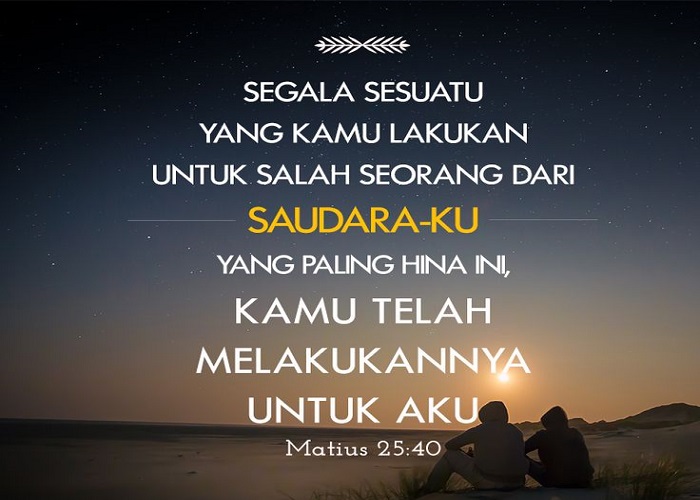 SEGALA SESUATU
YANG KAMU LAKUKAN
UNTUK SALAH SEORANG DARI
SAUDARA-KU
YANG PALING HINA INI,
KAMU TELAH
MELAKUKANNYA
UNTUK AKU
Matius 25:40